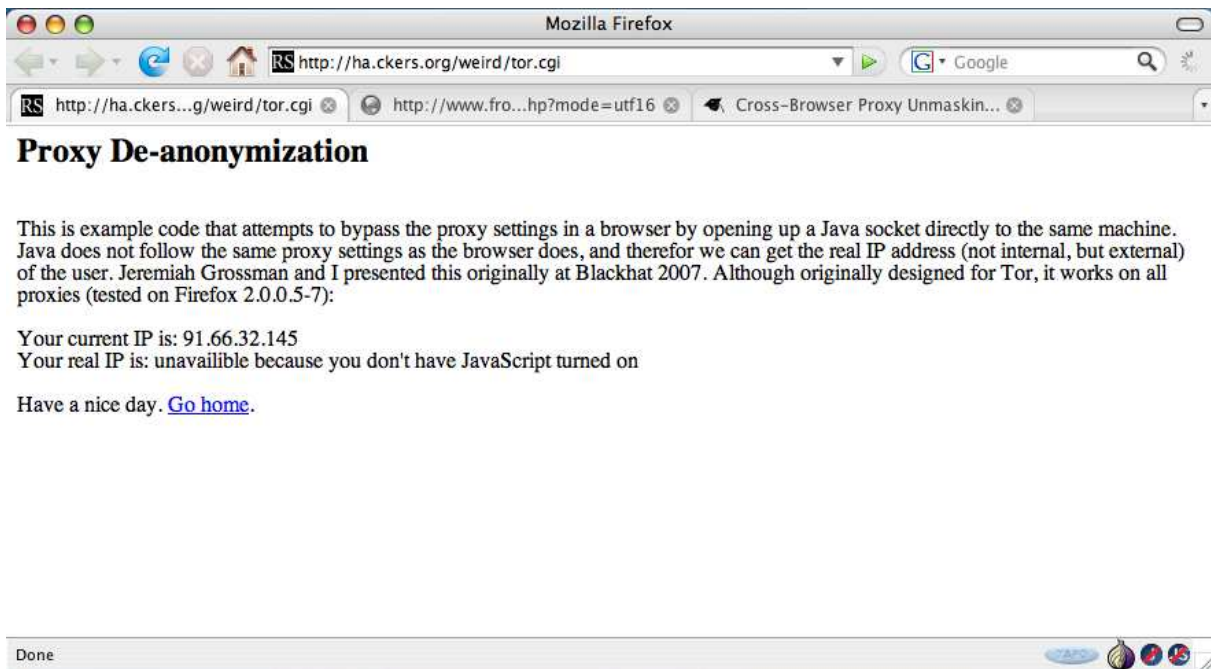 Mozilla Firefox
RS http://ha.ckers.org/weird/tor.cgi
G Google
RS http://ha.ckers...g/weird/tor.cgi
http://www.fro...hp?mode=utf16
Cross-Browser Proxy Unmaskin...
Proxy De-anonymization
This is example code that attempts to bypass the proxy settings in a browser by opening up a Java socket directly to the same machine.
Java does not follow the same proxy settings as the browser does, and therefor we can get the real IP address (not internal, but external)
of the user. Jeremiah Grossman and I presented this originally at Blackhat 2007. Although originally designed for Tor, it works on all
proxies (tested on Firefox 2.0.0.5-7):
Your current IP is: 91.66.32.145
Your real IP is: unavailible because you don't have JavaScript turned on
Have a nice day. Go home.
Done
JS